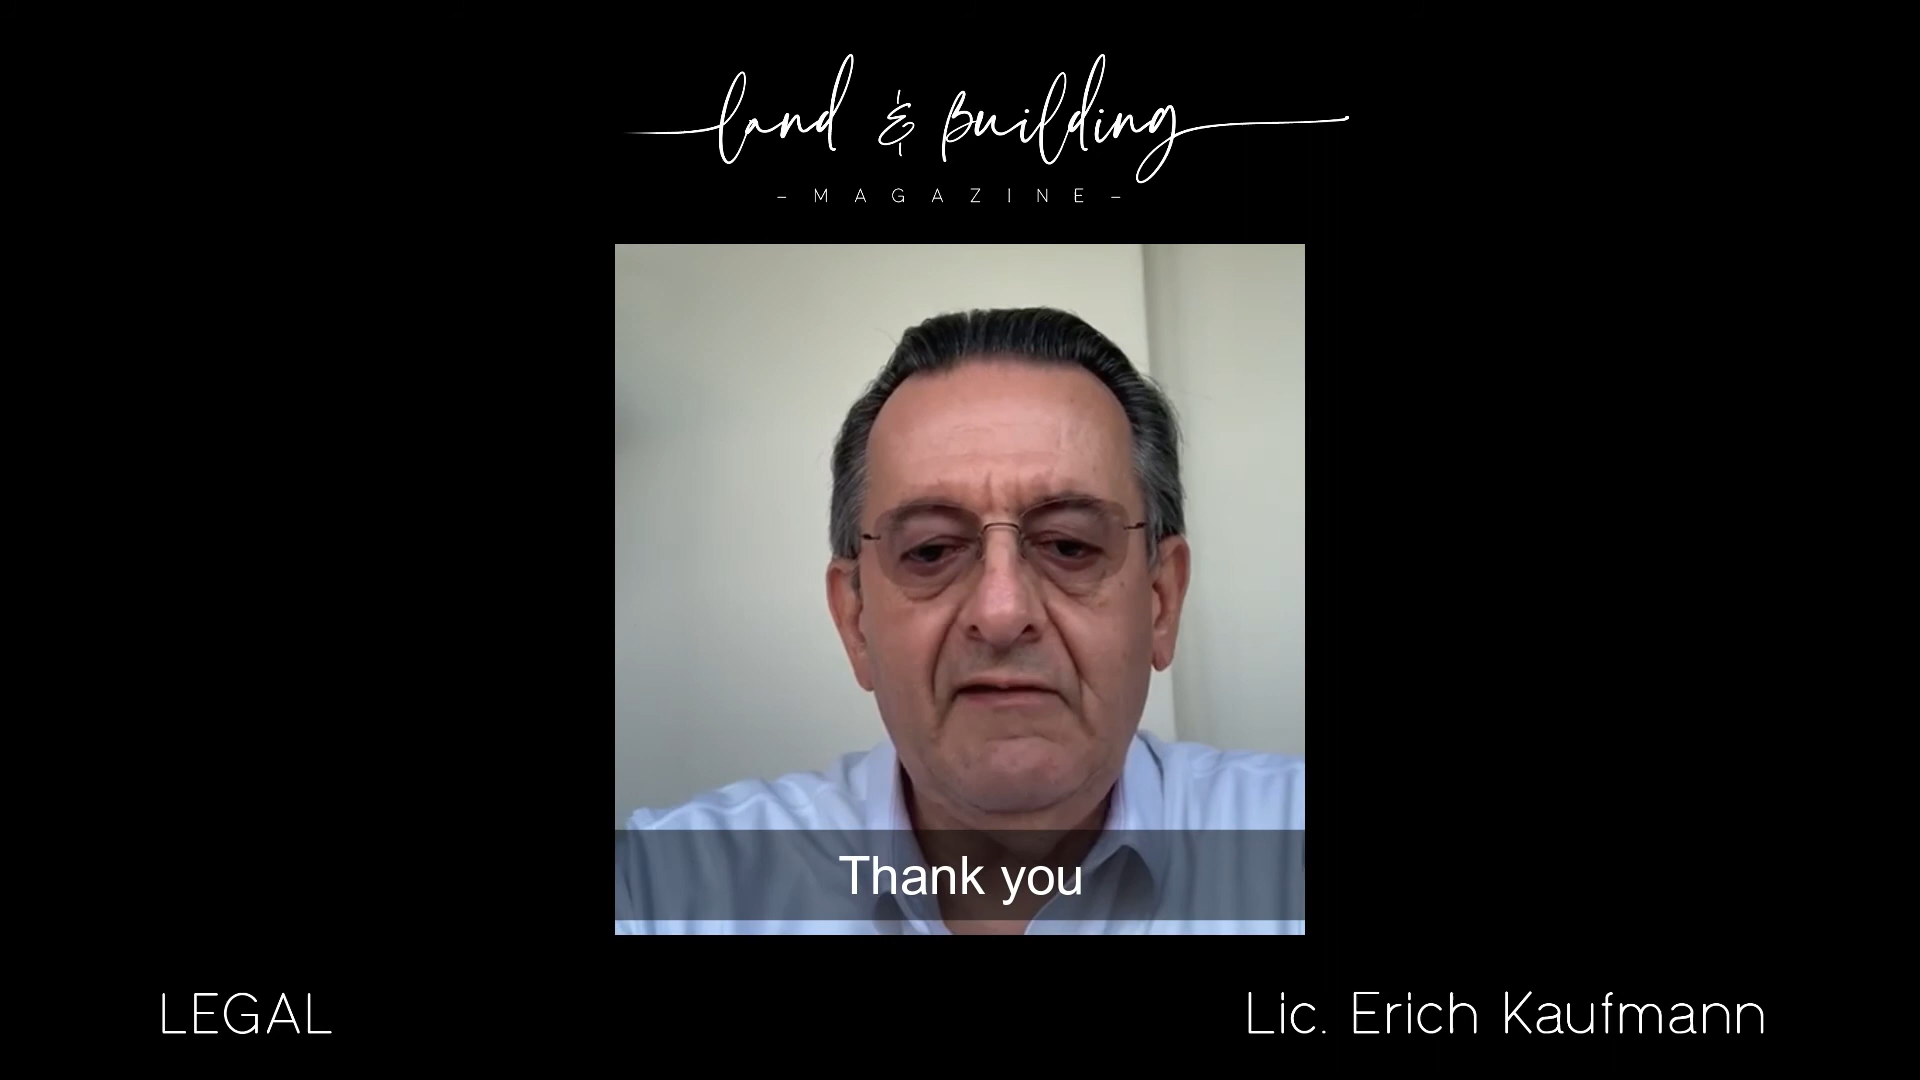 land & Building
- MAGAZINE -
Thank you
LEGAL
Lic. Erich Kaufmann